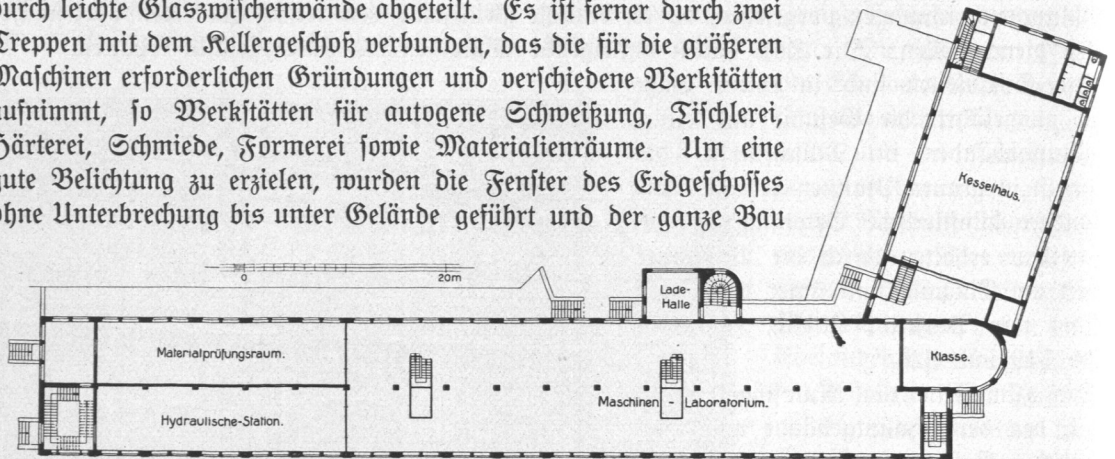 durch leichte Glaszwischenwände abgeteilt. Es ist ferner durch zwei
Treppen mit dem Kellergeschoß verbunden, das die für die größeren
Maschinen erforderlichen Gründungen und verschiedene Werkstätten
aufnimmt, so Werkstätten für autogene Schweißung, Tischlerei,
Härterei, Schmiede, Formerei sowie Materialienräume. Um eine
gute Belichtung zu erzielen, wurden die Fenster des Erdgeschosses
ohne Unterbrechung bis unter Gelände geführt und der ganze Bau
Kesselhaus.
0 20m
Lade-
Halle
Materialprüfungsraum.
Klasse.
Maschinen Laboratorium.
Hydraulische-Station.